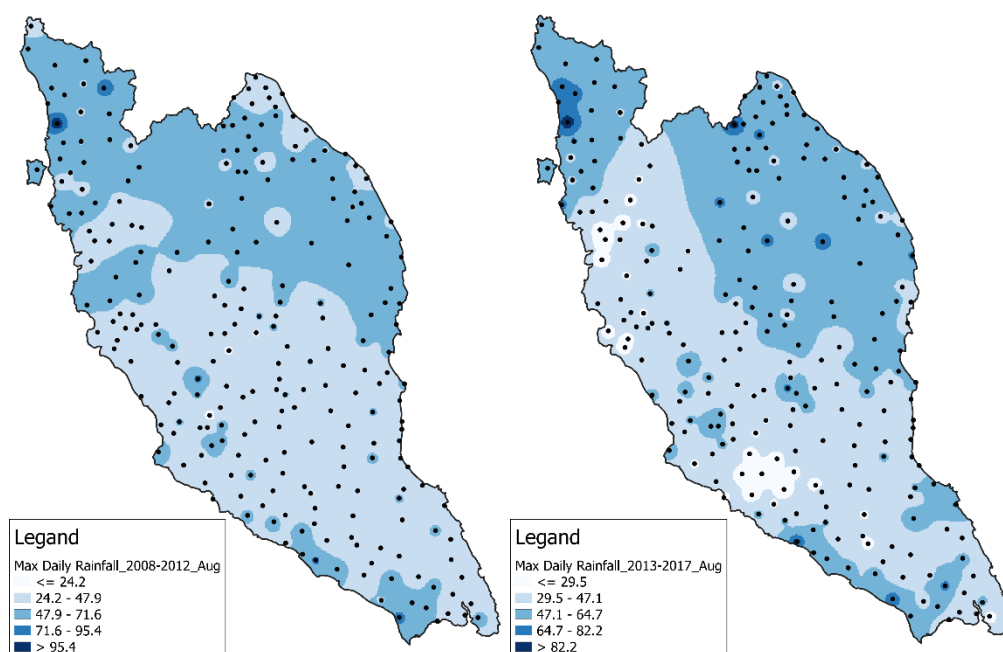 Legand
Max Daily Rainfall_2008-2012_Aug
<= 24.2
24.2 - 47.9
47.9 - 71.6
71.6 - 95.4
> 95.4
Legand
Max Daily Rainfall_2013-2017_Aug
<= 29.5
29.5 - 47.1
47.1 - 64.7
64.7 - 82.2
> 82.2